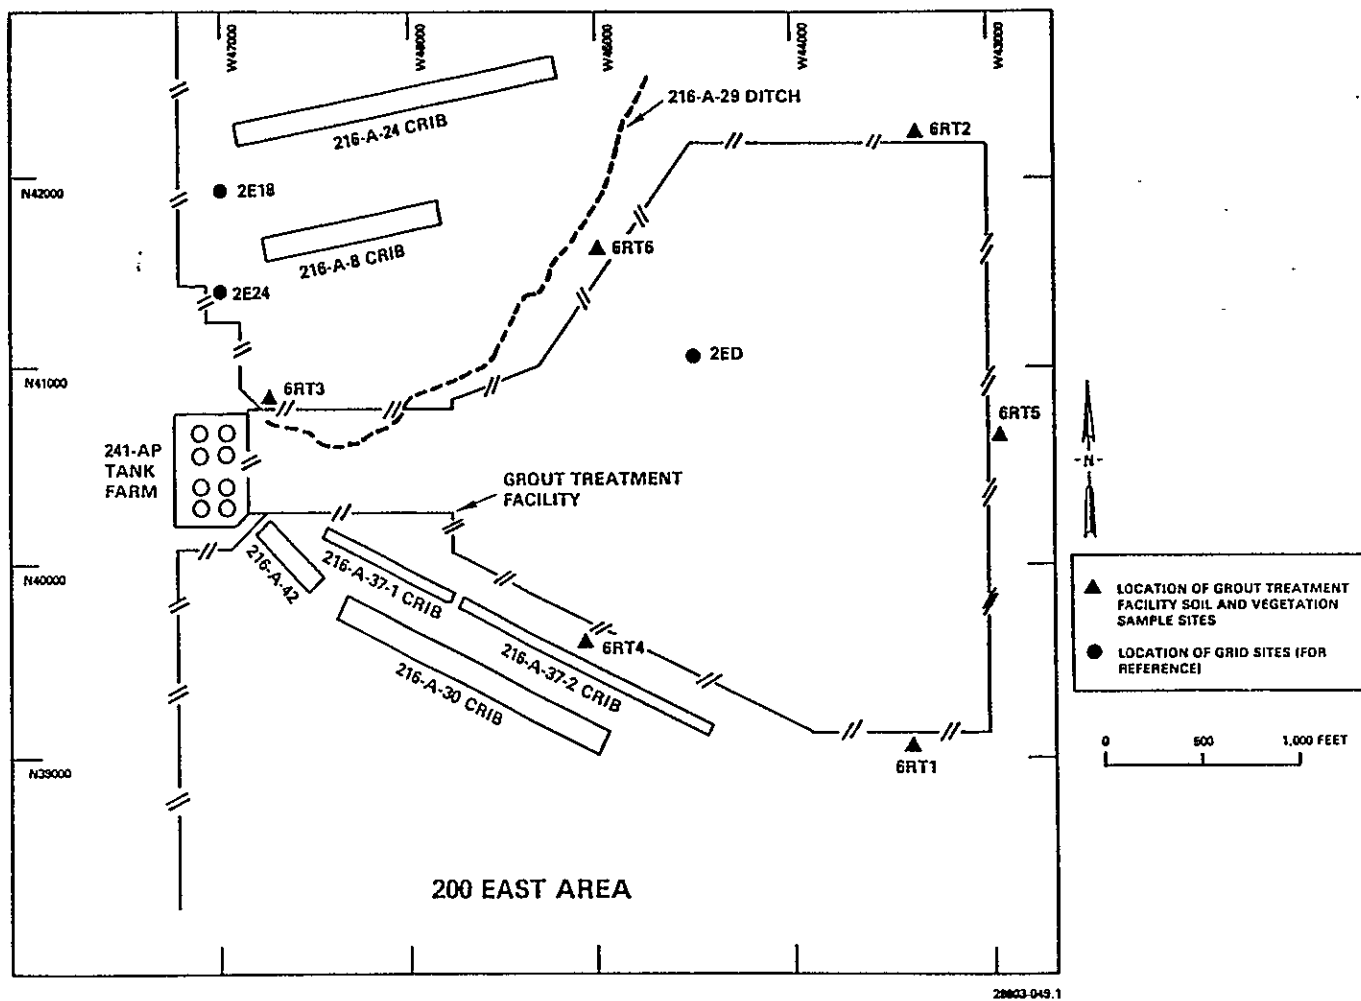 W47000
W46000
W45000
W44000
W43000
216-A-29 DITCH
6RT2
216-A-24 CRIB
N42000
2E18
6RT6
216-A-8 CRIB
2E24
2ED
N41000
6RT3
6RT5
241-AP
TANK
FARM
GROUT TREATMENT
FACILITY
N
216-A-42
216-A-37-1 CRIB
N40000
LOCATION OF GROUT TREATMENT
FACILITY SOIL AND VEGETATION
SAMPLE SITES
6RT4
216-A-37-2 CRIB
216-A-30 CRIB
LOCATION OF GRID SITES (FOR
REFERENCE)
0 500 1,000 FEET
6RT1
N39000
200 EAST AREA
28803-049.1